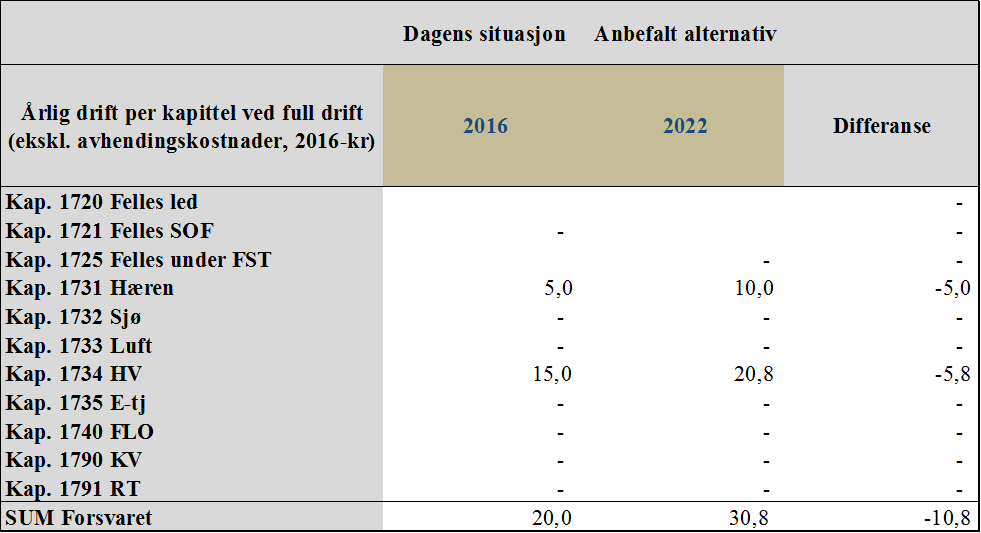 Dagens situasjon Anbefalt alternativ
Årlig drift per kapittel ved full drift
(ekskl. avhendingskostnader, 2016-kr) 2016 2022 Differanse
Kap. 1720 Felles led -
Kap. 1721 Felles SOF - -
Kap. 1725 Felles under FST - -
Kap. 1731 Hæren 5,0 10,0 -5,0
Kap. 1732 Sjø - - -
Kap. 1733 Luft - - -
Kap. 1734 HV 15,0 20,8 -5,8
Kap. 1735 E-tj - - -
Kap. 1740 FLO - - -
Kap. 1790 KV - - -
Kap. 1791 RT - - -
SUM Forsvaret 20,0 30,8 -10,8